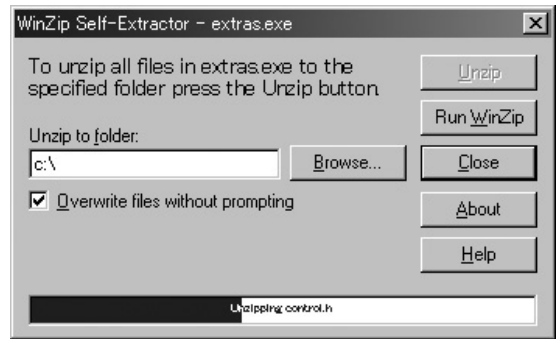 WinZip Self-Extractor - extras.exe
To unzip all files in extras.exe to the
specified folder press the Unzip button.
Unzip
Run WinZip
Unzip to folder:
c:\
Browse...
Close
Overwrite files without prompting
About
Help
Unzipping control.h